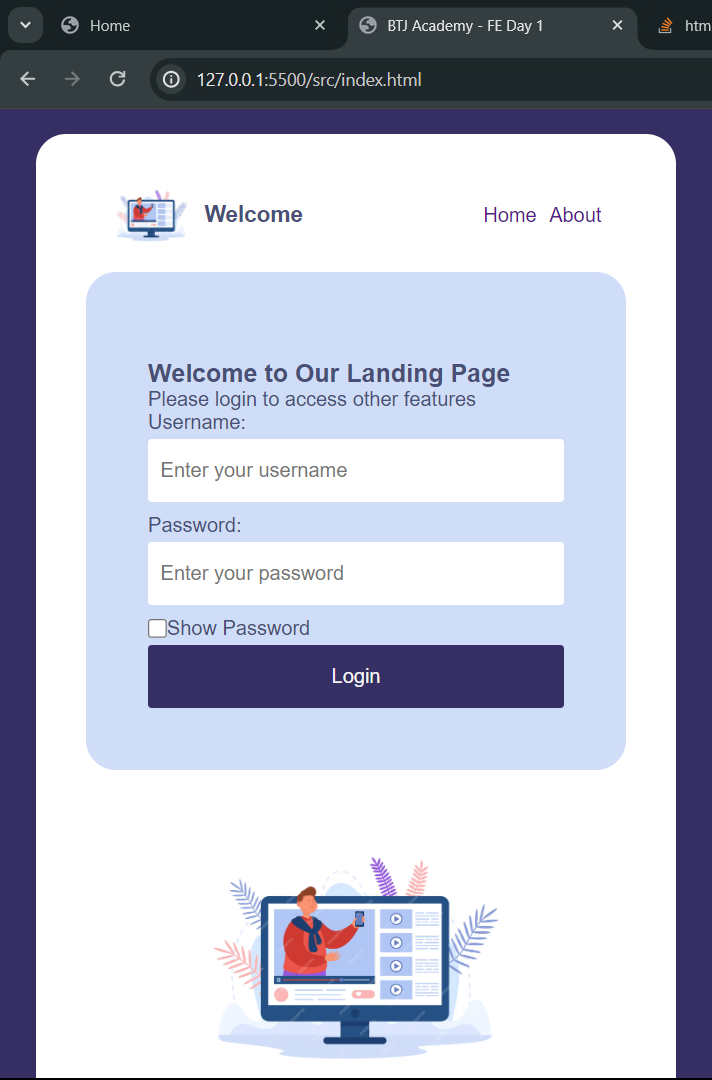 Home
BTJ Academy - FE Day 1
htm
127.0.0.1:5500/src/index.html
Welcome
Home About
Welcome to Our Landing Page
Please login to access other features
Username:
Enter your username
Password:
Enter your password
Show Password
Login